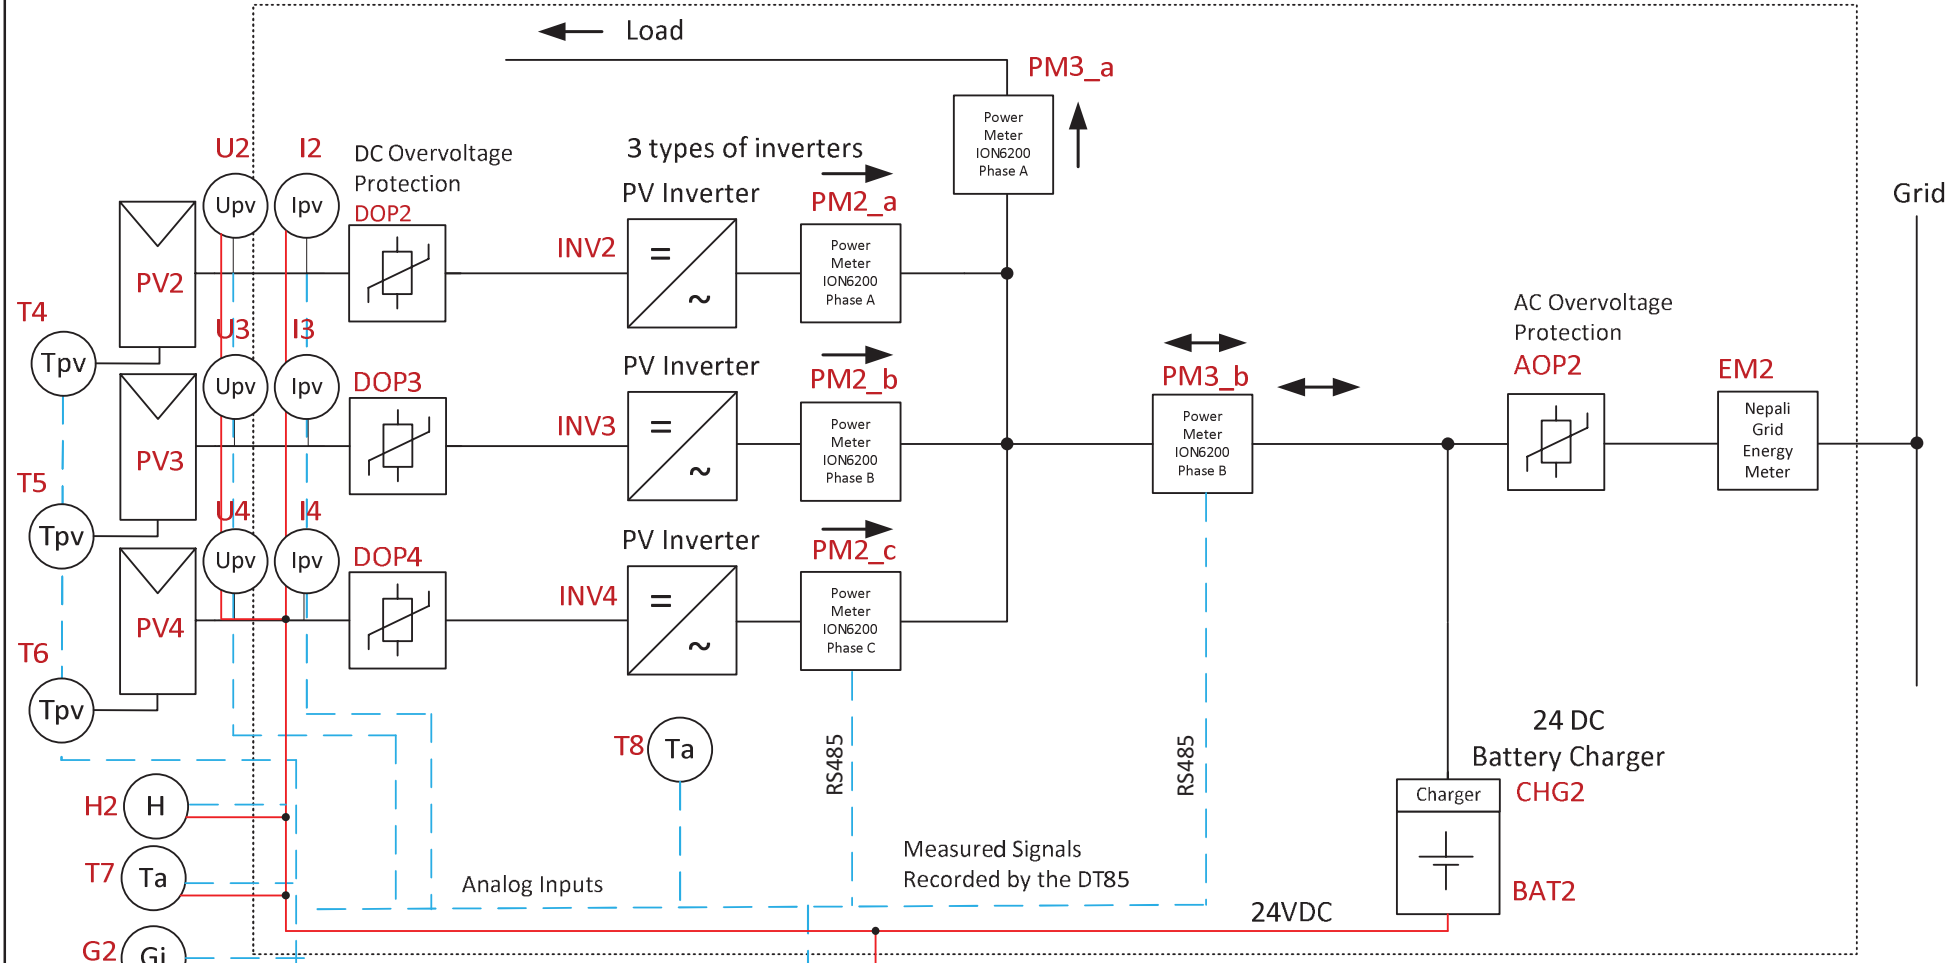 Load
PM3_a
Power
Meter
ION6200
Phase A
Grid
U2
I2
DC Overvoltage
Protection
DOP2
3 types of inverters
PV Inverter
PM2_a
Upv
Ipv
PV2
INV2
=
~
Power
Meter
ION6200
Phase A
T4
Tpv
U3
I3
Upv
Ipv
DOP3
PV Inverter
PM2_b
PV3
INV3
=
~
Power
Meter
ION6200
Phase B
PM3_b
Power
Meter
ION6200
Phase B
AC Overvoltage
Protection
AOP2
EM2
Nepali
Grid
Energy
Meter
T5
Tpv
U4
I4
Upv
Ipv
DOP4
PV Inverter
PM2_c
PV4
INV4
=
~
Power
Meter
ION6200
Phase C
T6
Tpv
T8
Ta
RS485
RS485
24 DC
Battery Charger
Charger
CHG2
BAT2
H2
H
T7
Ta
Analog Inputs
Measured Signals
Recorded by the DT85
24VDC
G2
Gi